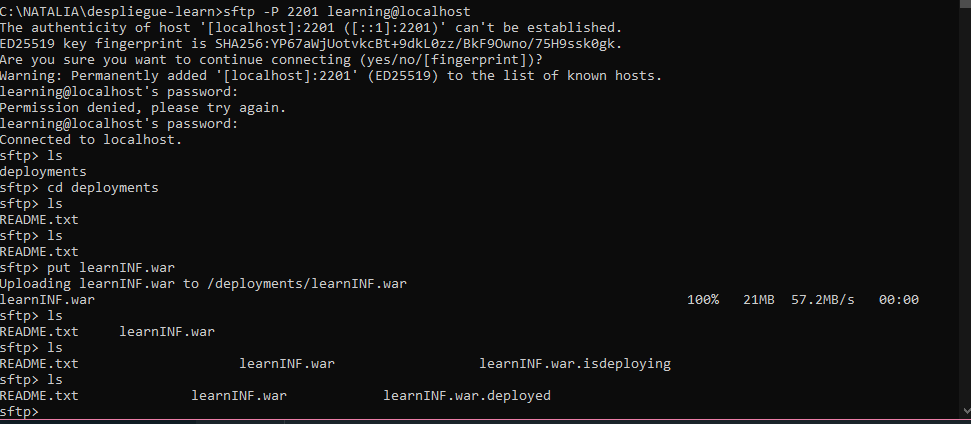 C:\NATALIA\despliegue-learn>sftp -P 2201 learning@localhost
The authenticity of host '[localhost]:2201 ([::1]:2201)' can't be established.
ED25519 key fingerprint is SHA256:YP67aWjUotvkcBt+9dkL0zz/BkF9Owno/75H9ssk0gk.
Are you sure you want to continue connecting (yes/no/[fingerprint])?
Warning: Permanently added '[localhost]:2201' (ED25519) to the list of known hosts.
learning@localhost's password:
Permission denied, please try again.
learning@localhost's password:
Connected to localhost.
sftp> ls
deployments
sftp> cd deployments
sftp> ls
README.txt
sftp> ls
README.txt
sftp> put learnINF.war
Uploading learnINF.war to /deployments/learnINF.war
learnINF.war 100% 21MB 57.2MB/s 00:00
sftp> ls
README.txt learnINF.war
sftp> ls
README.txt learnINF.war learnINF.war.isdeploying
sftp> ls
README.txt learnINF.war learnINF.war.deployed
sftp>